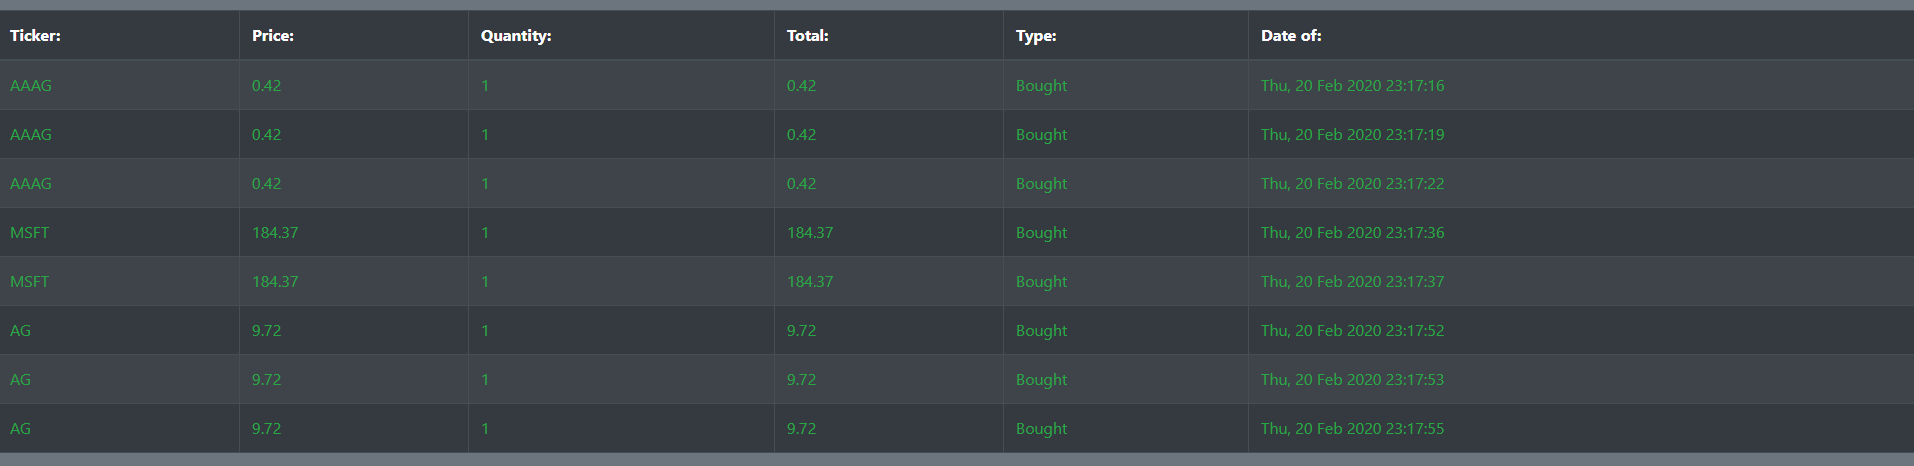 Ticker: Price: Quantity: Total: Type: Date of:
AAAG 0.42 1 0.42 Bought Thu, 20 Feb 2020 23:17:16
AAAG 0.42 1 0.42 Bought Thu, 20 Feb 2020 23:17:19
AAAG 0.42 1 0.42 Bought Thu, 20 Feb 2020 23:17:22
MSFT 184.37 1 184.37 Bought Thu, 20 Feb 2020 23:17:36
MSFT 184.37 1 184.37 Bought Thu, 20 Feb 2020 23:17:37
AG 9.72 1 9.72 Bought Thu, 20 Feb 2020 23:17:52
AG 9.72 1 9.72 Bought Thu, 20 Feb 2020 23:17:53
AG 9.72 1 9.72 Bought Thu, 20 Feb 2020 23:17:55